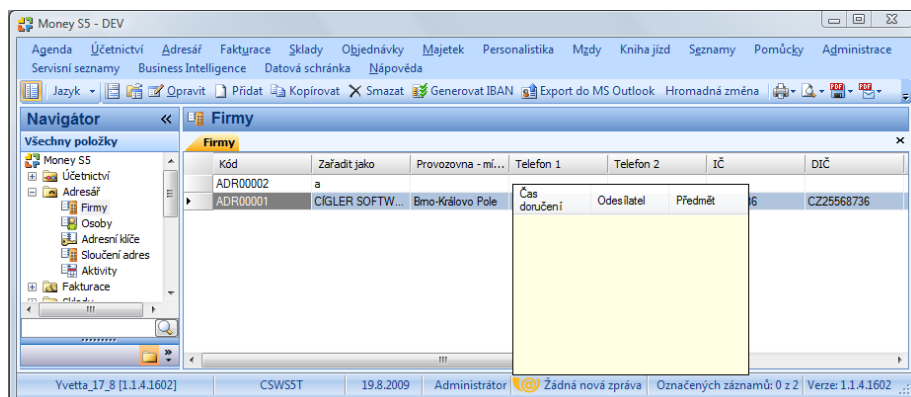 Money S5 - DEV
Agenda Účetnictví Adresář Fakturace Sklady Objednávky Majetek Personalistika Mzdy Kniha jízd Seznamy Pomůcky Administrace
Servisní seznamy Business Intelligence Datová schránka Nápověda
Jazyk Opravit Přidat Kopírovat Smazat Generovat IBAN Export do MS Outlook Hromadná změna
Navigátor « Firmy
Všechny položky Firmy
Money S5
Kód Zařadit jako Provozovna - mí... Telefon 1 Telefon 2 IČ DIČ
Účetnictví
ADR00002 a
Adresář
Čas doručení Odesílatel Předmět
Firmy
ADR00001 CÍGLER SOFTW... Brno-Královo Pole CZ25568736
Osoby
Adresní klíče
Sloučení adres
Aktivity
Fakturace
Yvetta_17_8 [1.1.4.1602] CSWS5T 19.8.2009 Administrátor Žádná nová zpráva Označených záznamů: 0 z 2 Verze: 1.1.4.1602